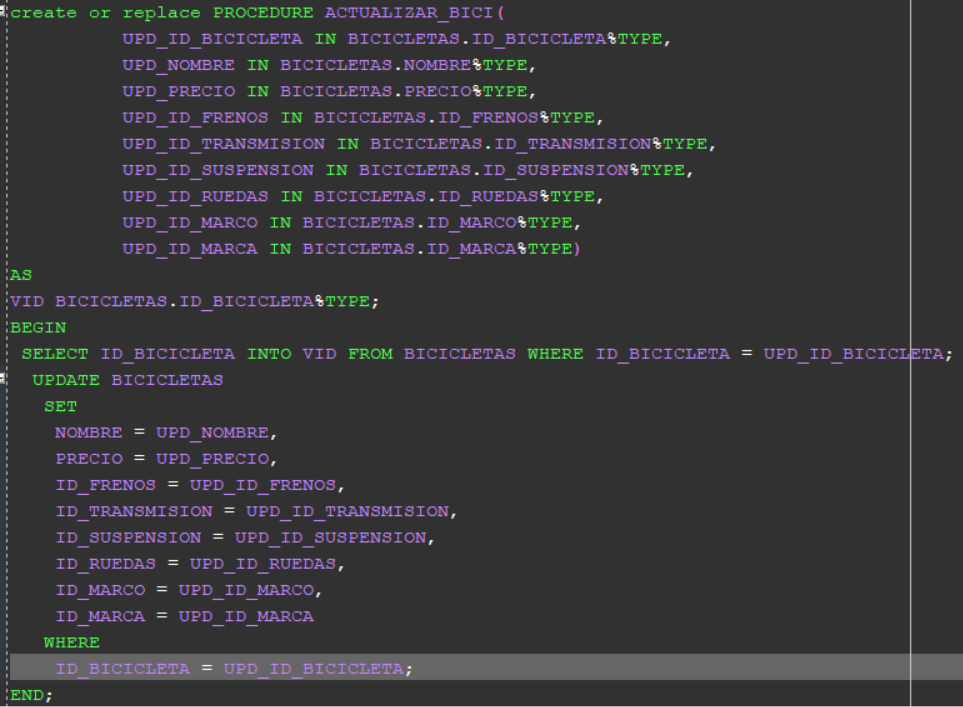 create or replace PROCEDURE ACTUALIZAR_BICI(
UPD_ID_BICICLETA IN BICICLETAS.ID_BICICLETA%TYPE,
UPD_NOMBRE IN BICICLETAS.NOMBRE%TYPE,
UPD_PRECIO IN BICICLETAS.PRECIO%TYPE,
UPD_ID_FRENOS IN BICICLETAS.ID_FRENOS%TYPE,
UPD_ID_TRANSMISION IN BICICLETAS.ID_TRANSMISION%TYPE,
UPD_ID_SUSPENSION IN BICICLETAS.ID_SUSPENSION%TYPE,
UPD_ID_RUEDAS IN BICICLETAS.ID_RUEDAS%TYPE,
UPD_ID_MARCO IN BICICLETAS.ID_MARCO%TYPE,
UPD_ID_MARCA IN BICICLETAS.ID_MARCA%TYPE)
AS
VID BICICLETAS.ID_BICICLETA%TYPE;
BEGIN
SELECT ID_BICICLETA INTO VID FROM BICICLETAS WHERE ID_BICICLETA = UPD_ID_BICICLETA;
UPDATE BICICLETAS
SET
NOMBRE = UPD_NOMBRE,
PRECIO = UPD_PRECIO,
ID_FRENOS = UPD_ID_FRENOS,
ID_TRANSMISION = UPD_ID_TRANSMISION,
ID_SUSPENSION = UPD_ID_SUSPENSION,
ID_RUEDAS = UPD_ID_RUEDAS,
ID_MARCO = UPD_ID_MARCO,
ID_MARCA = UPD_ID_MARCA
WHERE
ID_BICICLETA = UPD_ID_BICICLETA;
END;